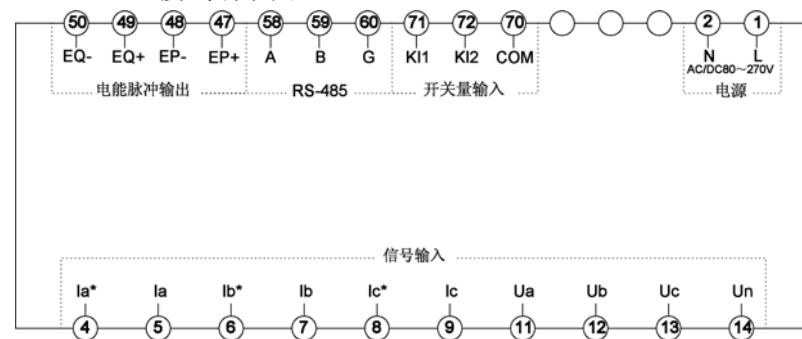 50 49 48 47 58 59 60 71 72 70 2 1
EQ- EQ+ EP- EP+ A B G KI1 KI2 COM N L
AC/DC80～270V
电能脉冲输出 RS-485 开关量输入 电源
信号输入
Ia* Ia Ib* Ib Ic* Ic Ua Ub Uc Un
4 5 6 7 8 9 11 12 13 14